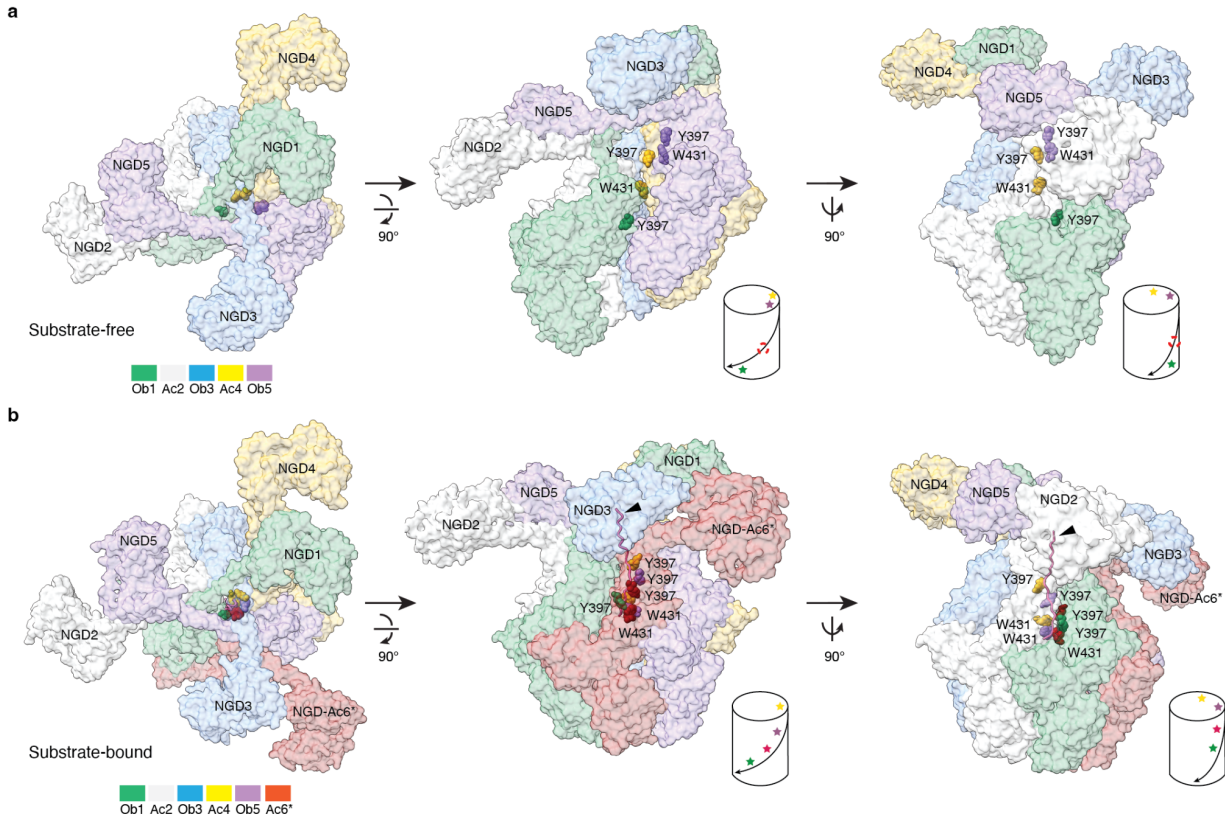 a
NGD4
NGD1
NGD5
NGD2
NGD3
Substrate-free
Ob1 Ac2 Ob3 Ac4 Ob5
90°
NGD3
NGD5
NGD2
Y397
Y397
W431
W431
Y397
90°
NGD1
NGD4
NGD5
NGD3
Y397
Y397
W431
W431
Y397
b
NGD4
NGD5
NGD1
NGD2
NGD3
NGD-Ac6*
Substrate-bound
Ob1 Ac2 Ob3 Ac4 Ob5 Ac6*
90°
NGD1
NGD5
NGD3
NGD2
NGD-Ac6*
Y397
Y397
Y397
Y397
W431
W431
90°
NGD4
NGD5
NGD2
NGD3
NGD-Ac6*
Y397
Y397
Y397
W431
W431
Y397
W431